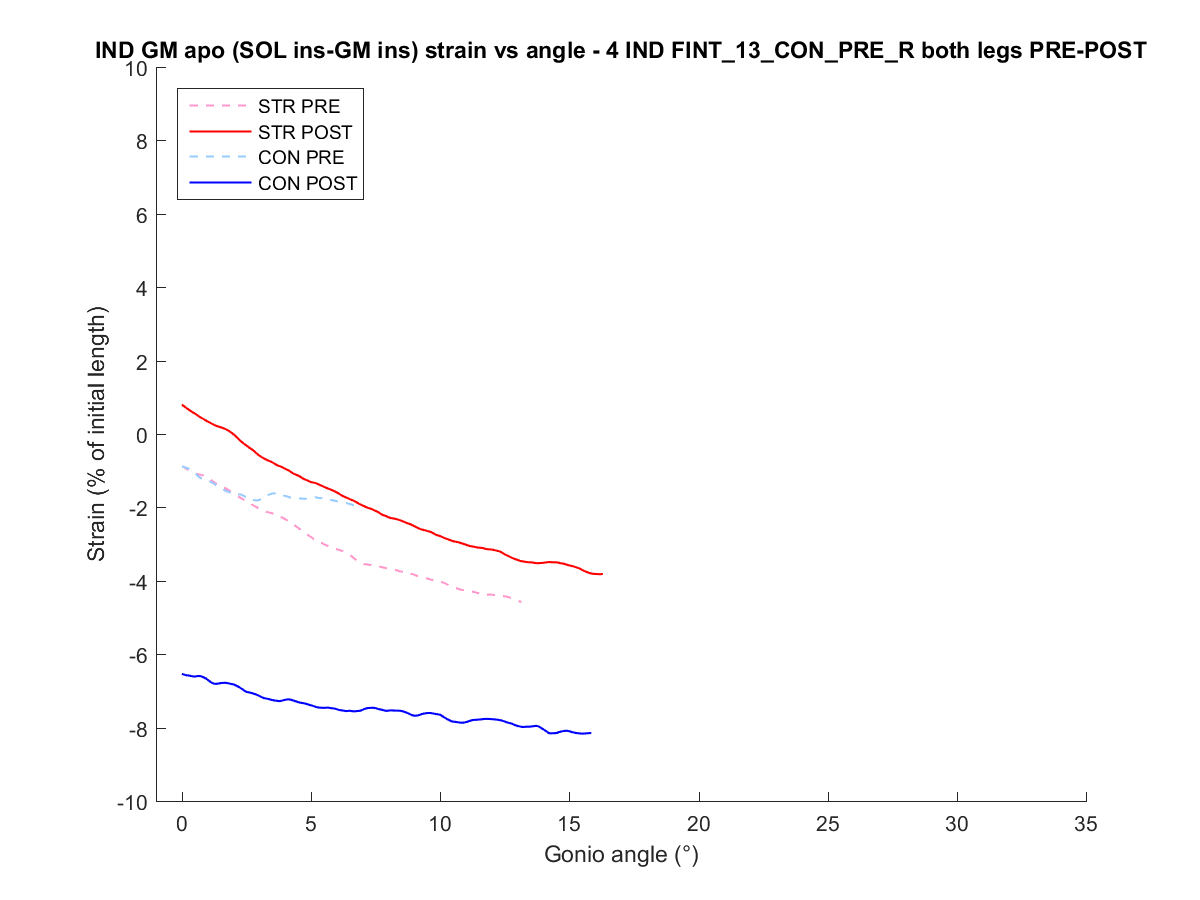 IND GM apo (SOL ins-GM ins) strain vs angle - 4 IND FINT_13_CON_PRE_R both legs PRE-POST
10
8
6
4
2
0
-2
-4
-6
-8
-10
Strain (% of initial length)
STR PRE
STR POST
CON PRE
CON POST
0 5 10 15 20 25 30 35
Gonio angle (°)